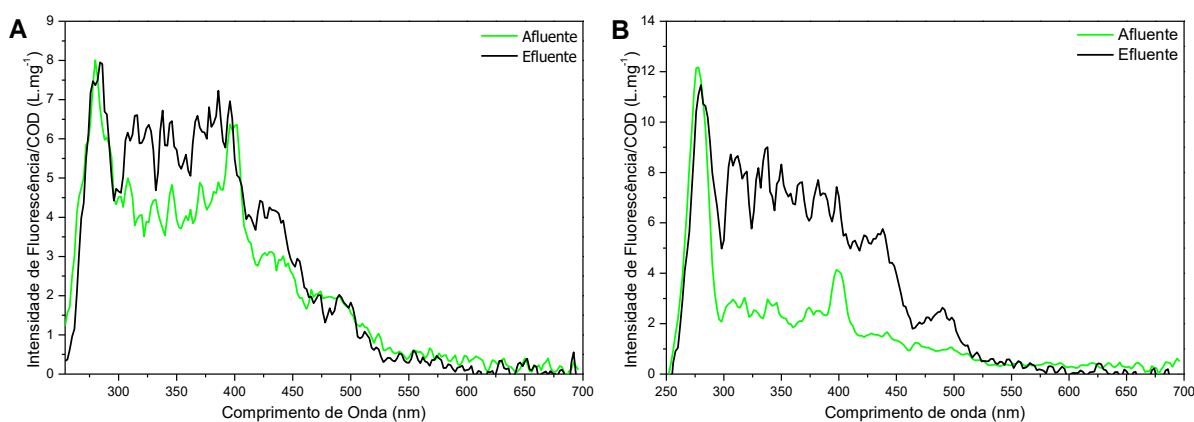 A
Afluente
Efluente
Intensidade de Fluorescência/COD (L.mg⁻¹)
9
8
7
6
5
4
3
2
1
0
300 350 400 450 500 550 600 650 700
Comprimento de Onda (nm)
B
Afluente
Efluente
Intensidade de Fluorescência/COD (L.mg⁻¹)
14
12
10
8
6
4
2
0
250 300 350 400 450 500 550 600 650 700
Comprimento de onda (nm)